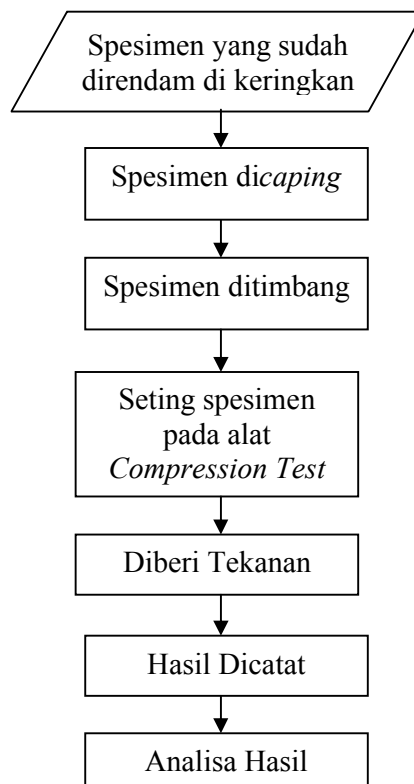 Spesimen yang sudah
direndam di keringkan
Spesimen dicaping
Spesimen ditimbang
Seting spesimen
pada alat
Compression Test
Diberi Tekanan
Hasil Dicatat
Analisa Hasil